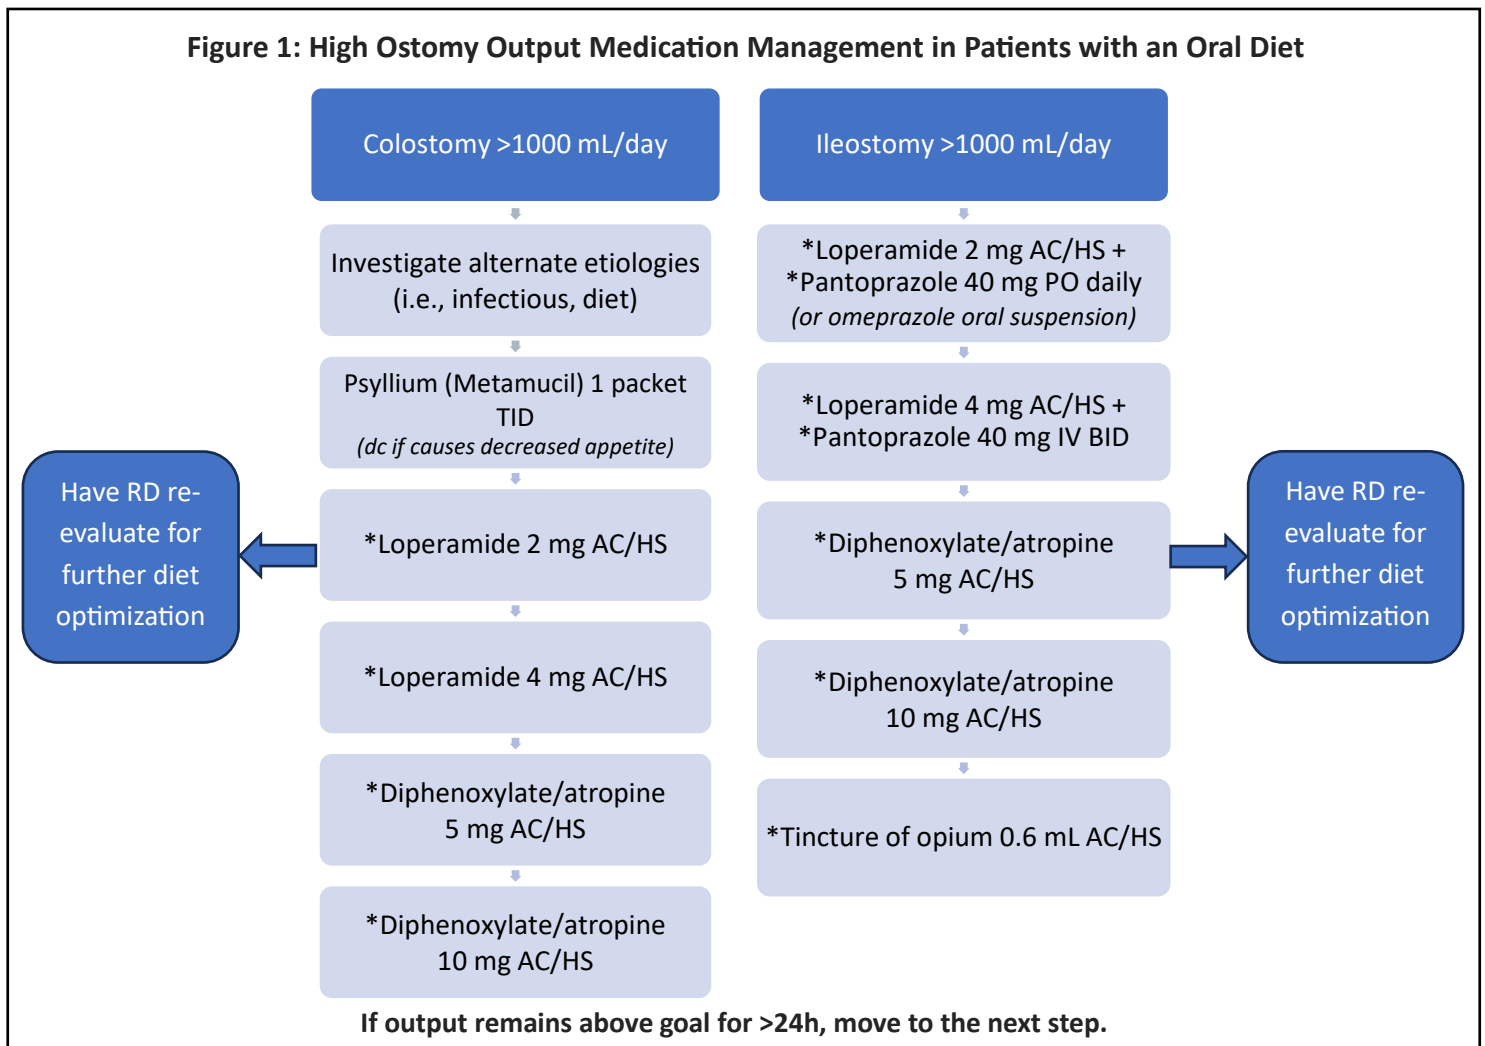 Figure 1: High Ostomy Output Medication Management in Patients with an Oral Diet
Colostomy >1000 mL/day
Investigate alternate etiologies
(i.e., infectious, diet)
Psyllium (Metamucil) 1 packet
TID
(dc if causes decreased appetite)
*Loperamide 2 mg AC/HS
Have RD re-
evaluate for
further diet
optimization
*Loperamide 4 mg AC/HS
*Diphenoxylate/atropine
5 mg AC/HS
*Diphenoxylate/atropine
10 mg AC/HS
Ileostomy >1000 mL/day
*Loperamide 2 mg AC/HS +
*Pantoprazole 40 mg PO daily
(or omeprazole oral suspension)
*Loperamide 4 mg AC/HS +
*Pantoprazole 40 mg IV BID
*Diphenoxylate/atropine
5 mg AC/HS
Have RD re-
evaluate for
further diet
optimization
*Diphenoxylate/atropine
10 mg AC/HS
*Tincture of opium 0.6 mL AC/HS
If output remains above goal for >24h, move to the next step.